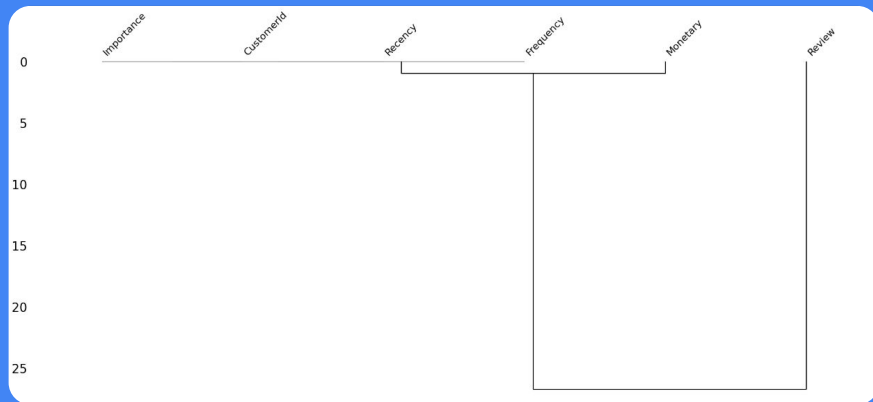 Importance
CustomerId
Recency
Frequency
Monetary
Review
0
5
10
15
20
25